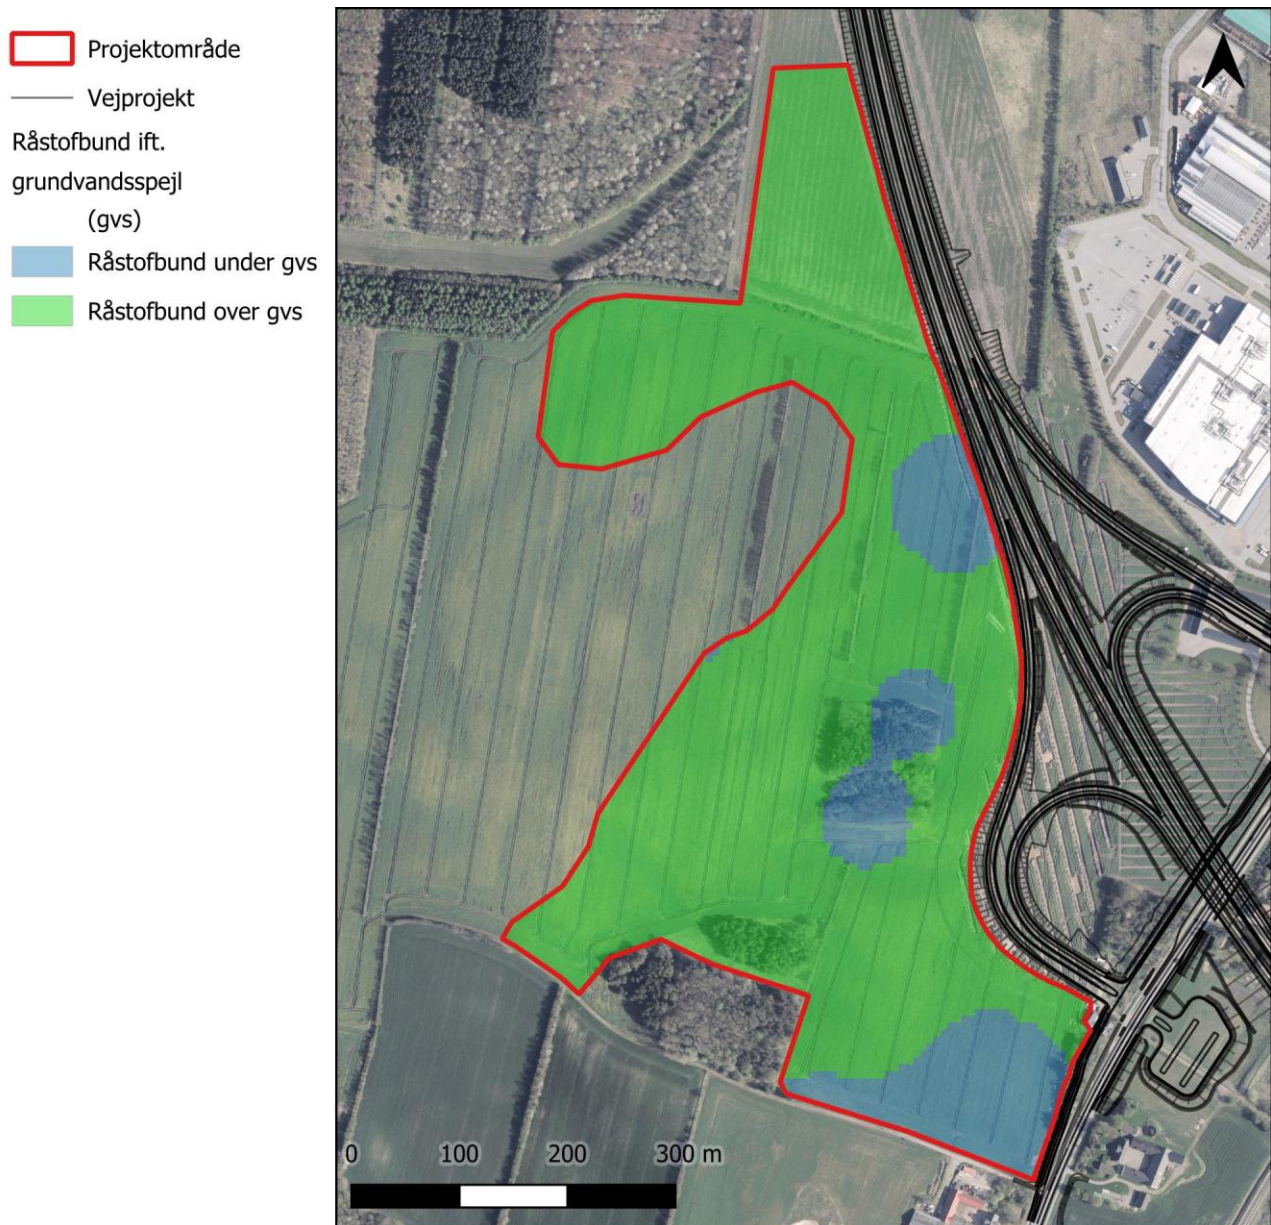 Projektområde
Vejprojekt
Råstofbund ift.
grundvandsspejl
(gvs)
Råstofbund under gvs
Råstofbund over gvs
0 100 200 300 m